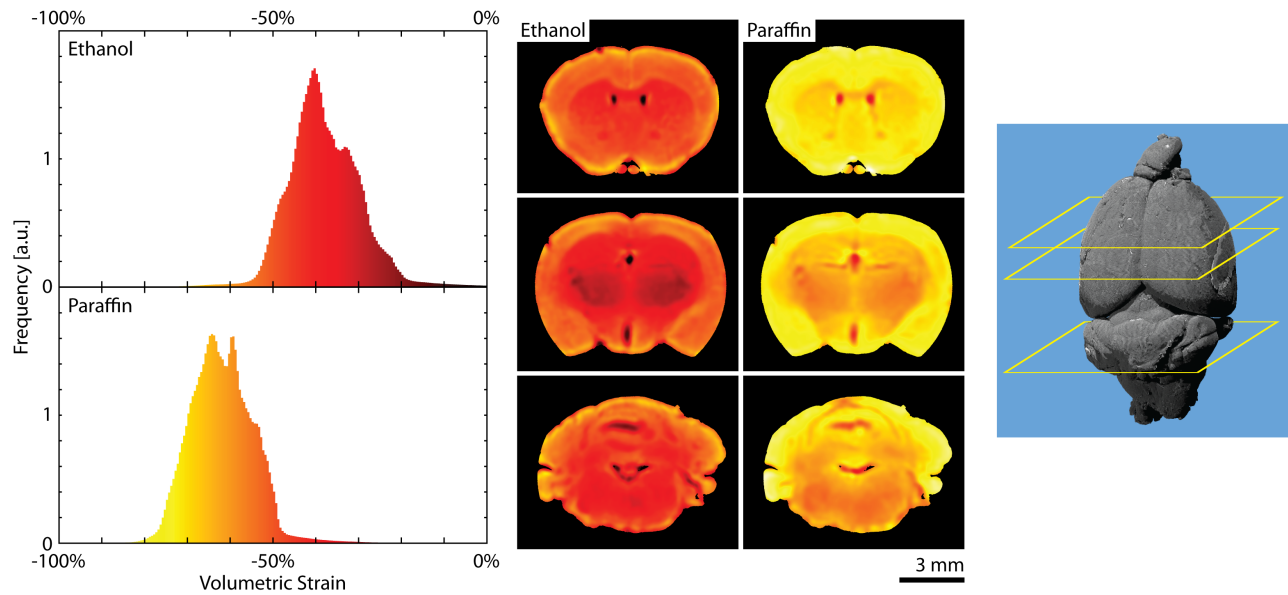 -100% -50% 0%
Ethanol
1
0
Paraffin
1
0
-100% -50% 0%
Frequency [a.u.]
Volumetric Strain
Ethanol Paraffin
3 mm